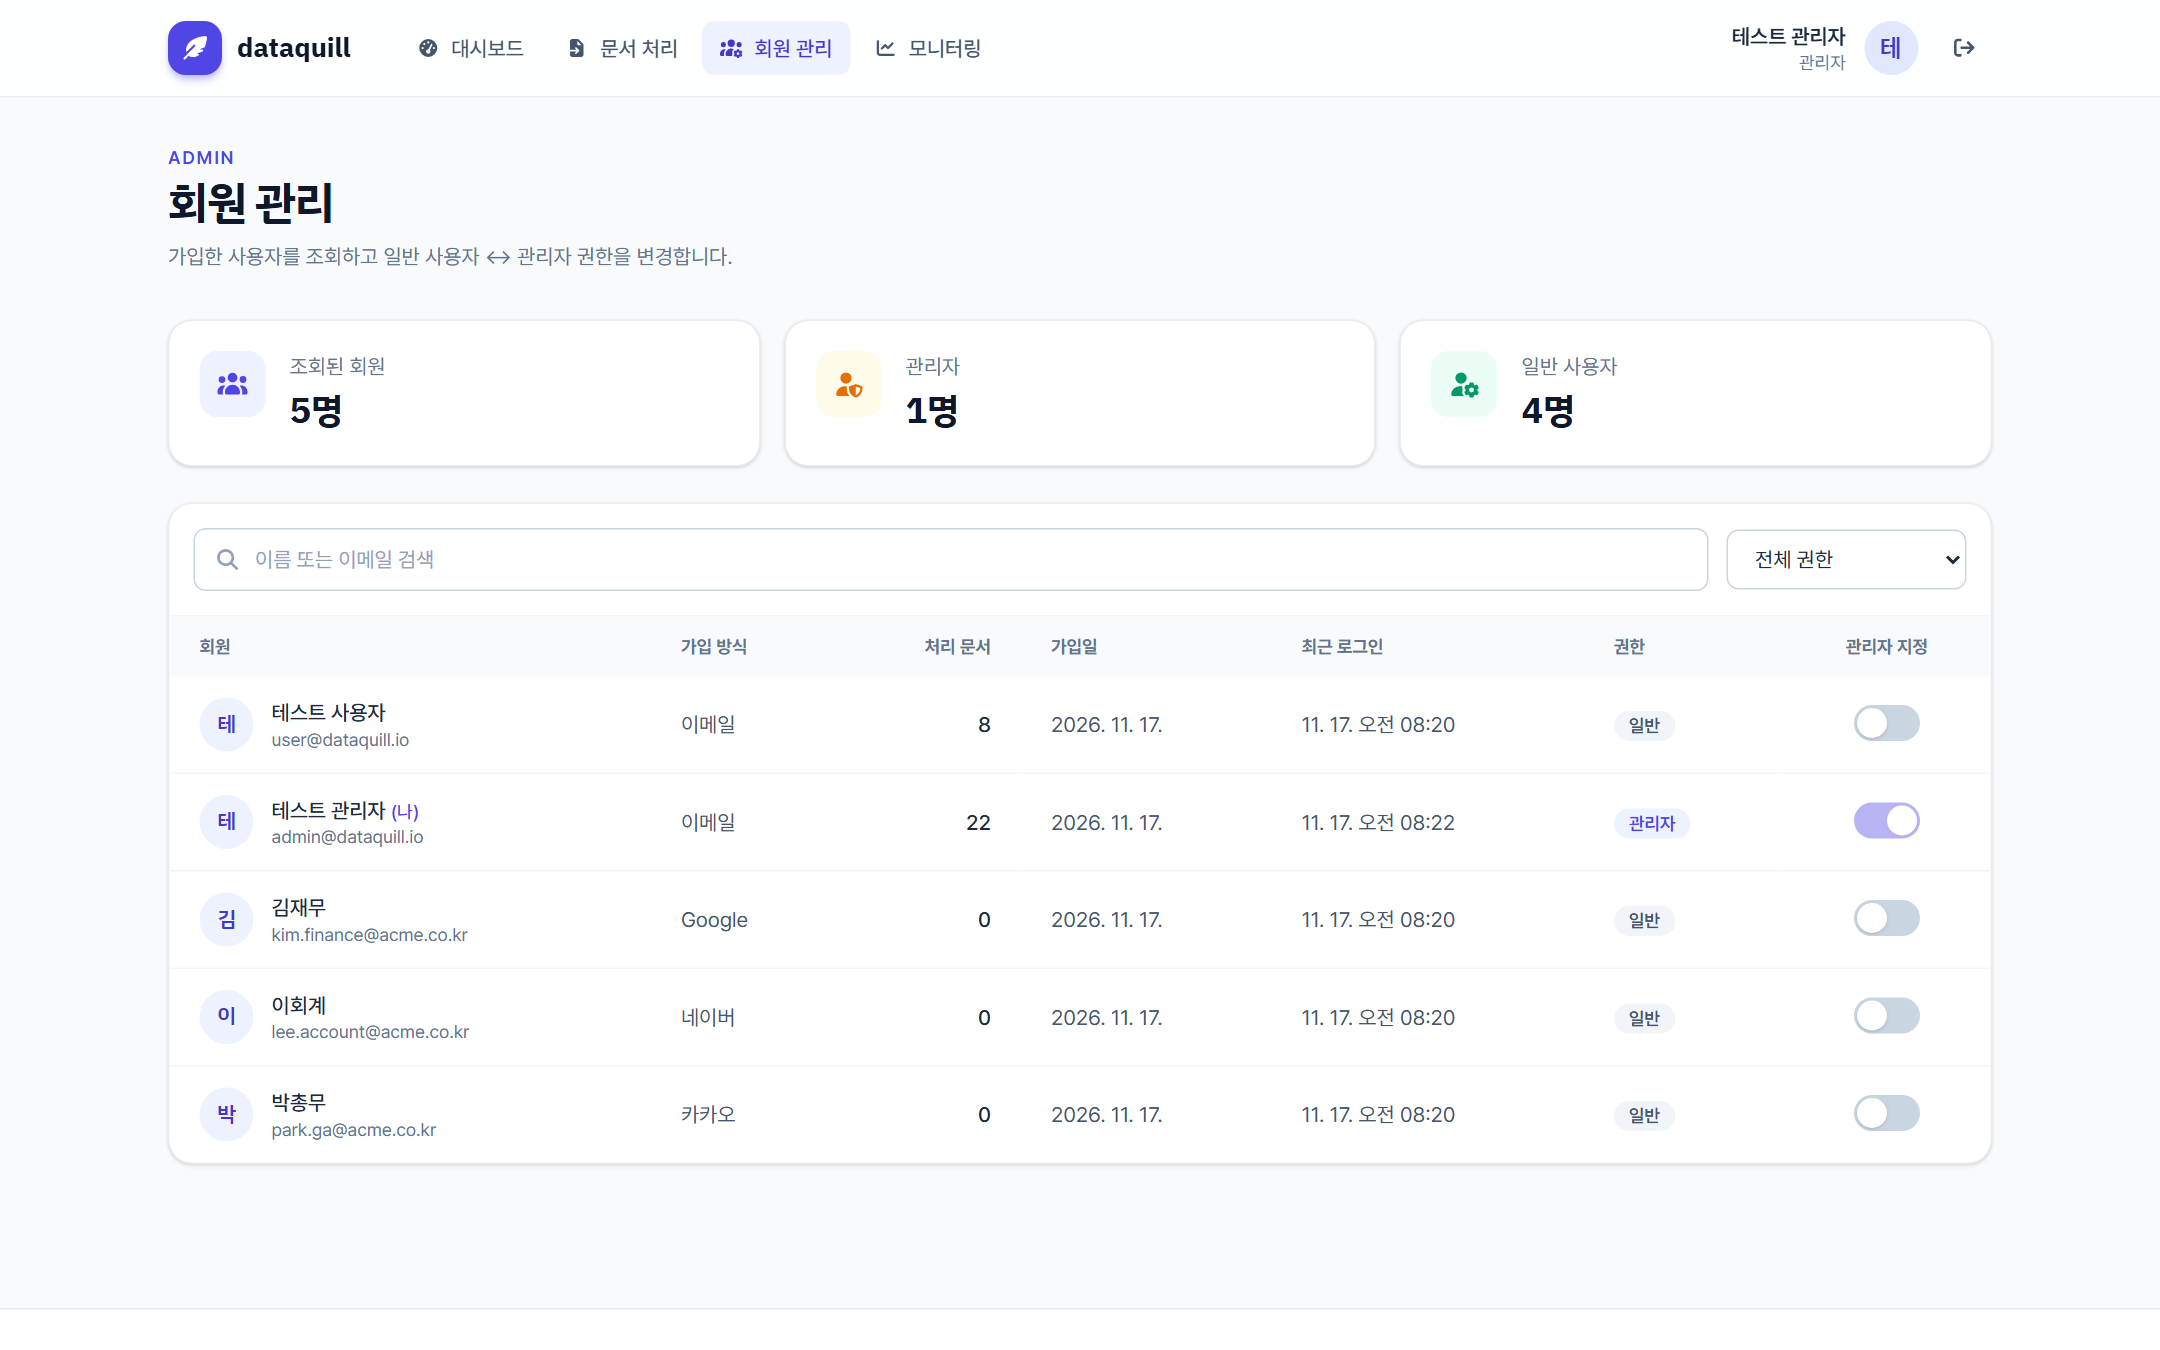 dataquill
대시보드
문서 처리
회원 관리
모니터링
테스트 관리자
관리자
테
ADMIN
회원 관리
가입한 사용자를 조회하고 일반 사용자 ↔ 관리자 권한을 변경합니다.
조회된 회원
5명
관리자
1명
일반 사용자
4명
이름 또는 이메일 검색
전체 권한
회원 가입 방식 처리 문서 가입일 최근 로그인 권한 관리자 지정
테 테스트 사용자
user@dataquill.io
이메일 8 2026. 11. 17. 11. 17. 오전 08:20 일반
테 테스트 관리자 (나)
admin@dataquill.io
이메일 22 2026. 11. 17. 11. 17. 오전 08:22 관리자
김 김재무
kim.finance@acme.co.kr
Google 0 2026. 11. 17. 11. 17. 오전 08:20 일반
이 이회계
lee.account@acme.co.kr
네이버 0 2026. 11. 17. 11. 17. 오전 08:20 일반
박 박총무
park.ga@acme.co.kr
카카오 0 2026. 11. 17. 11. 17. 오전 08:20 일반